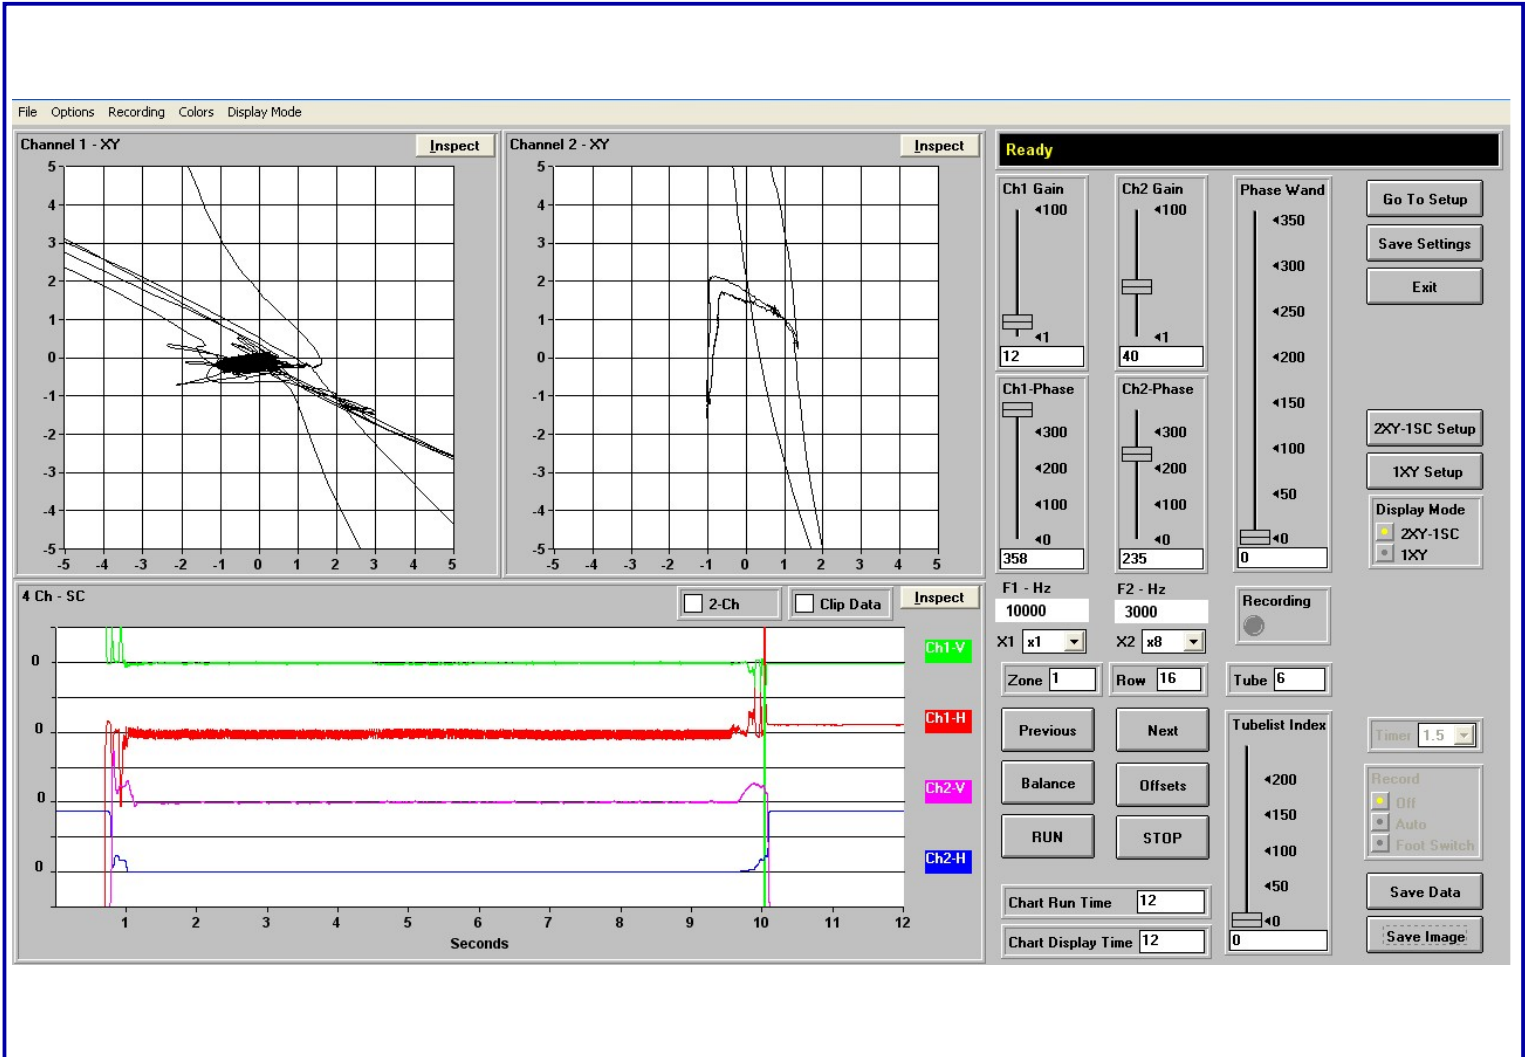 File Options Recording Colors Display Mode
Channel 1 - XY
Inspect
5
4
3
2
1
0
-1
-2
-3
-4
-5
-5 -4 -3 -2 -1 0 1 2 3 4 5
Channel 2 - XY
Inspect
5
4
3
2
1
0
-1
-2
-3
-4
-5
-5 -4 -3 -2 -1 0 1 2 3 4 5
4 Ch - SC
2-Ch
Clip Data
Inspect
0
0
0
0
Ch1-V
Ch1-H
Ch2-V
Ch2-H
1 2 3 4 5 6 7 8 9 10 11 12
Seconds
Ready
Ch1 Gain
100
1
12
Ch2 Gain
100
1
40
Phase Wand
350
300
250
200
150
100
50
0
0
Go To Setup
Save Settings
Exit
Ch1-Phase
300
200
100
0
358
Ch2-Phase
300
200
100
0
235
2XY-1SC Setup
1XY Setup
Display Mode
2XY-1SC
1XY
F1 - Hz
10000
F2 - Hz
3000
Recording
X1 x1
X2 x8
Zone 1
Row 16
Tube 6
Previous
Next
Balance
Offsets
RUN
STOP
Tubelist Index
200
150
100
50
0
0
Timer 1.5
Record
Off
Auto
Foot Switch
Chart Run Time 12
Chart Display Time 12
Save Data
Save Image